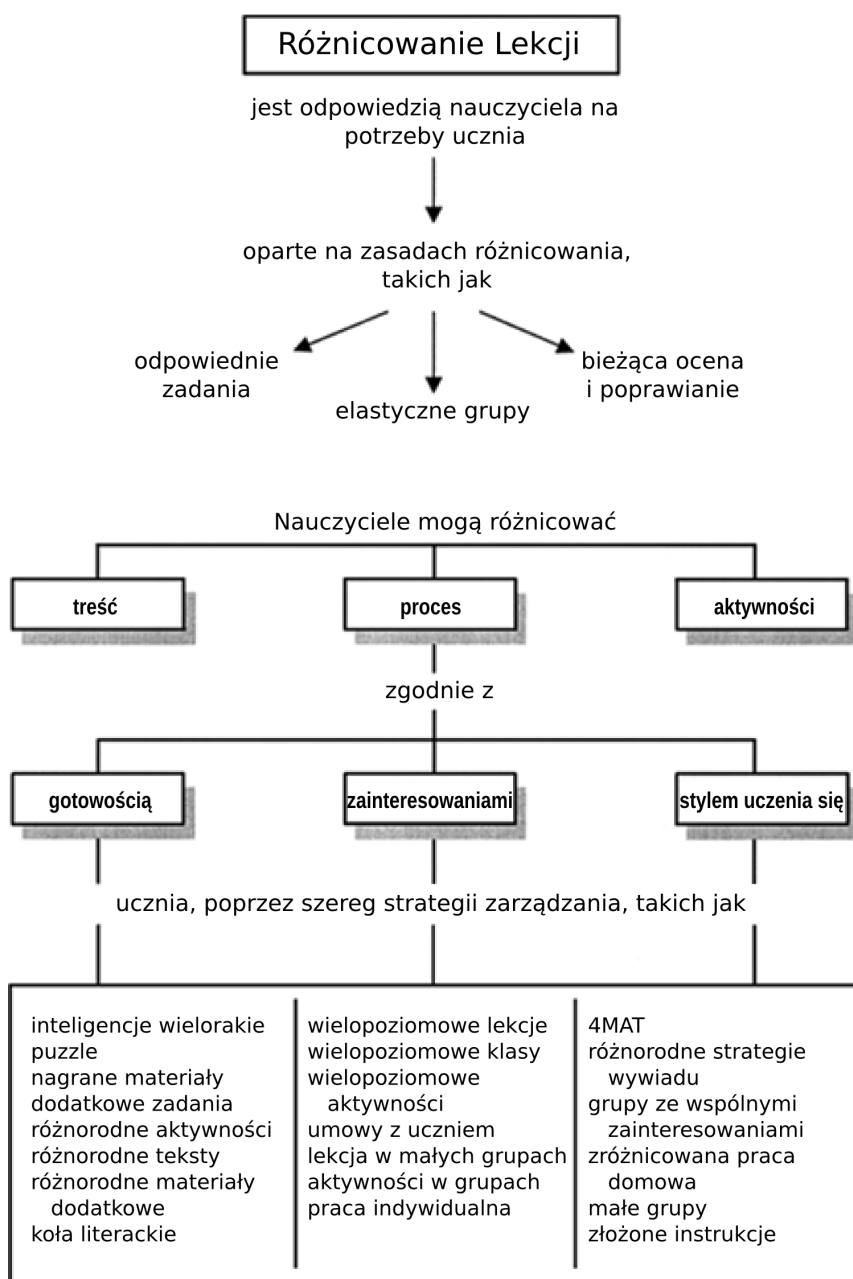 Różnicowanie Lekcji
jest odpowiedzią nauczyciela na
potrzeby ucznia
oparte na zasadach różnicowania,
takich jak
odpowiednie
zadania
elastyczne grupy
bieżąca ocena
i poprawianie
Nauczyciele mogą różnicować
treść
proces
aktywności
zgodnie z
gotowością
zainteresowaniami
stylem uczenia się
ucznia, poprzez szereg strategii zarządzania, takich jak
inteligencje wielorakie
puzzle
nagrane materiały
dodatkowe zadania
różnorodne aktywności
różnorodne teksty
różnorodne materiały
dodatkowe
koła literackie
wielopoziomowe lekcje
wielopoziomowe klasy
wielopoziomowe
aktywności
umowy z uczniem
lekcja w małych grupach
aktywności w grupach
praca indywidualna
4MAT
różnorodne strategie
wywiadu
grupy ze wspólnymi
zainteresowaniami
zróżnicowana praca
domowa
małe grupy
złożone instrukcje